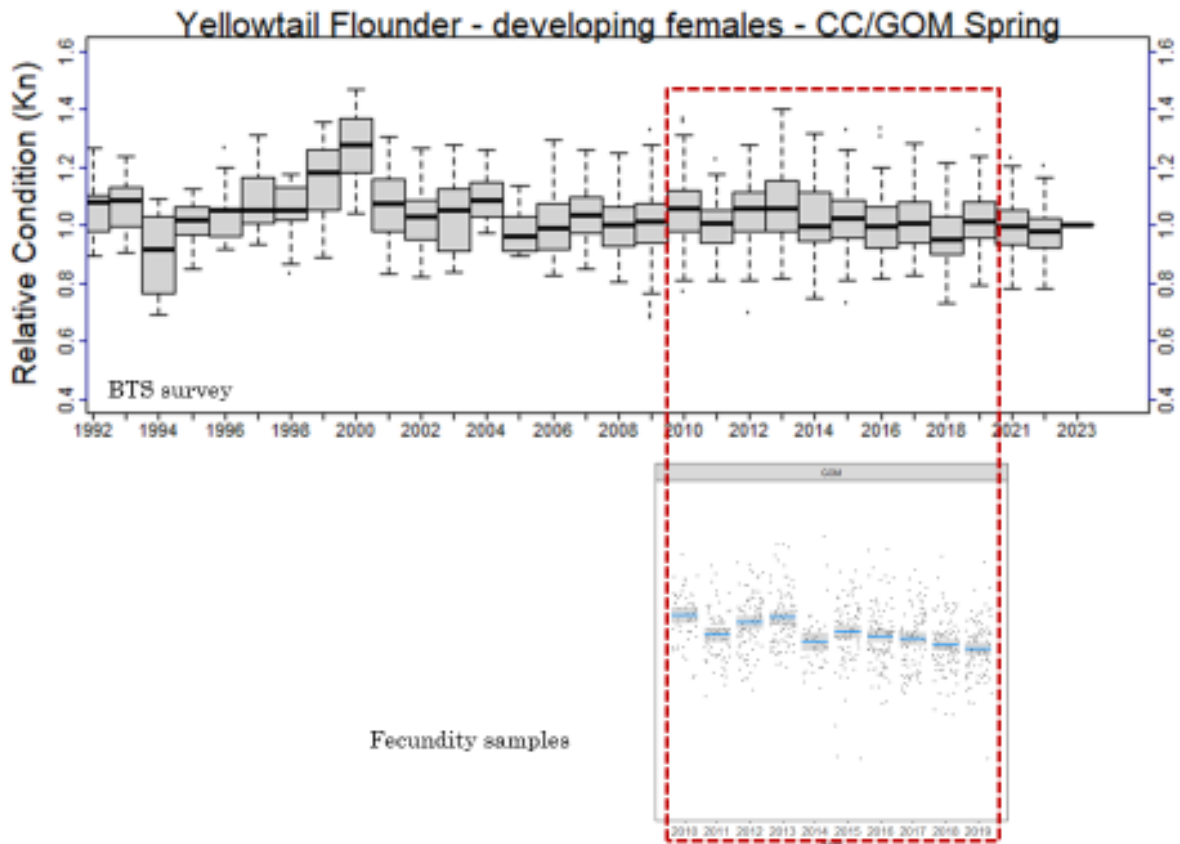 Yellowtail Flounder - developing females - CC/GOM Spring
Relative Condition (Kn)
1.6
1.4
1.2
1.0
0.8
0.6
0.4
1.6
1.4
1.2
1.0
0.8
0.6
0.4
BTS survey
1992 1994 1996 1998 2000 2002 2004 2006 2008 2010 2012 2014 2016 2018 2021 2023
GOM
Fecundity samples
2010 2011 2012 2013 2014 2015 2016 2017 2018 2019